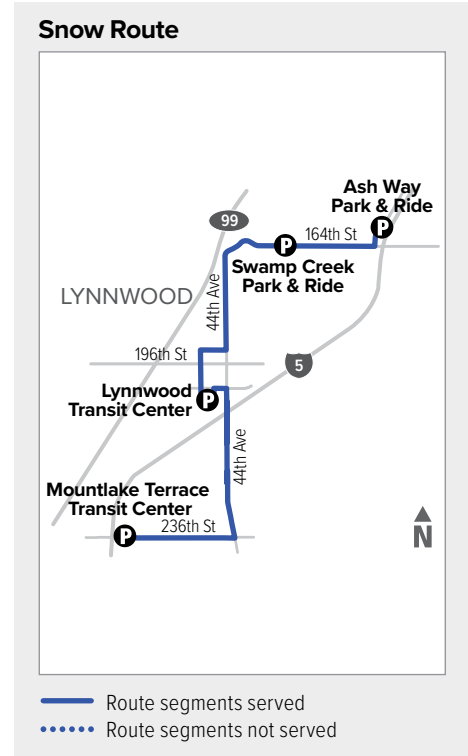 Snow Route
Ash Way
Park & Ride
99
164th St
P
P
Swamp Creek
Park & Ride
LYNNWOOD
44th Ave
196th St
5
Lynnwood
Transit Center
P
44th Ave
Mountlake Terrace
Transit Center
236th St
P
N
Route segments served
Route segments not served